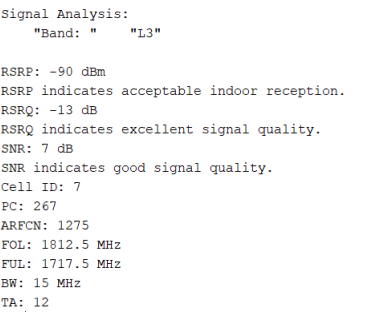 Signal Analysis:
"Band: " "L3"
RSRP: -90 dBm
RSRP indicates acceptable indoor reception.
RSRQ: -13 dB
RSRQ indicates excellent signal quality.
SNR: 7 dB
SNR indicates good signal quality.
Cell ID: 7
PC: 267
ARFCN: 1275
FOL: 1812.5 MHz
FUL: 1717.5 MHz
BW: 15 MHz
TA: 12